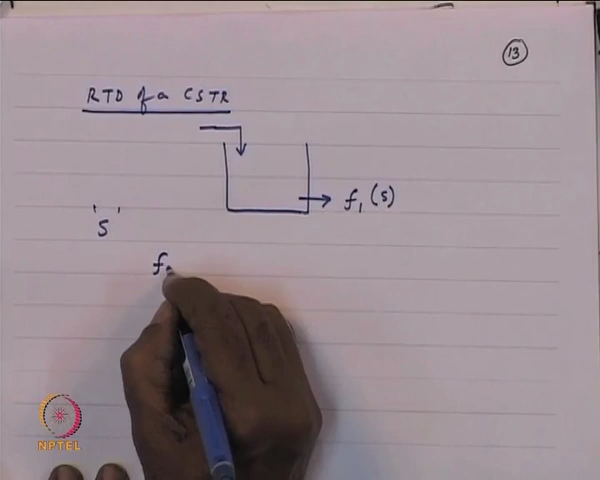 13
RTD of a CSTR
f1 (s)
's'
f
NPTEL